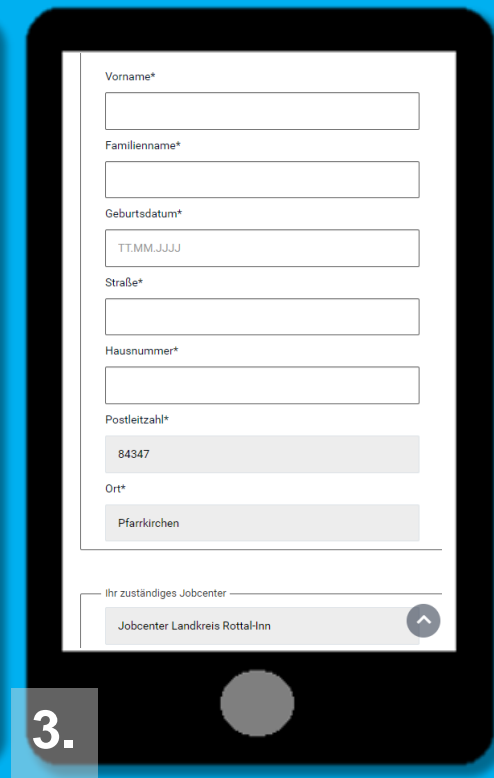 Vorname*
Familienname*
Geburtsdatum*
TT.MM.JJJJ
Straße*
Hausnummer*
Postleitzahl*
84347
Ort*
Pfarrkirchen
Ihr zuständiges Jobcenter
Jobcenter Landkreis Rottal-Inn
3.